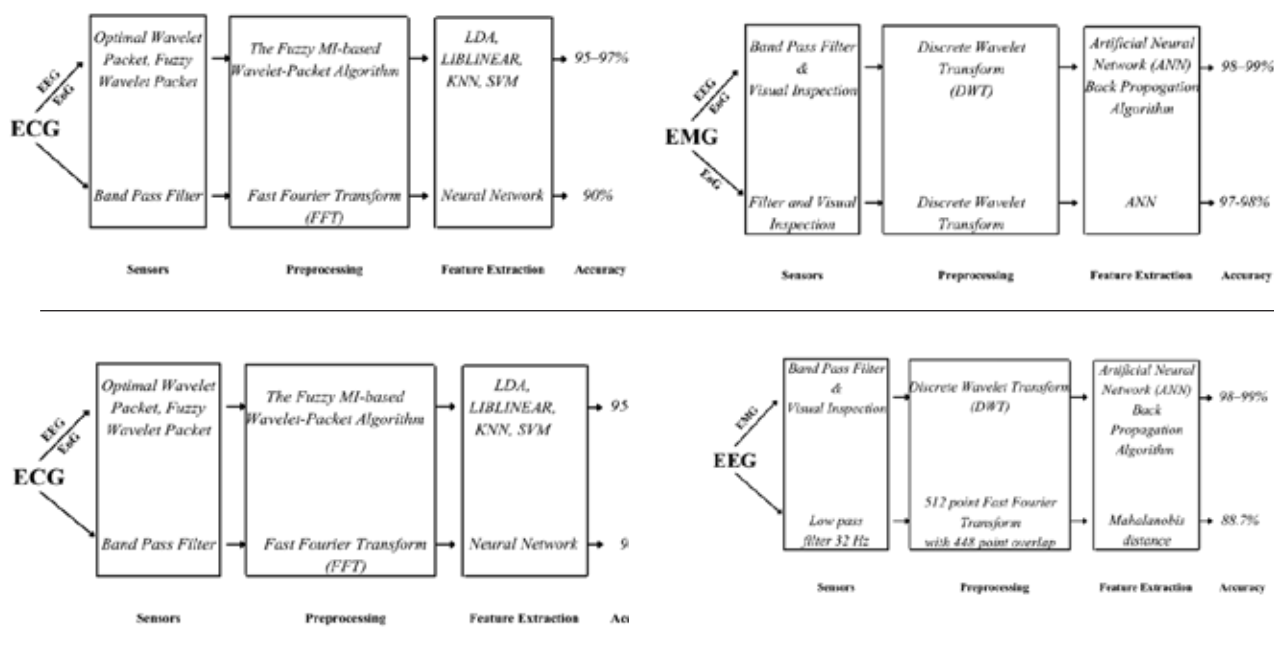 Optimal Wavelet
Packet, Fuzzy
Wavelet Packet
The Fuzzy MI-based
Wavelet-Packet Algorithm
LDA,
LIBLINEAR,
KNN, SVM
95–97%
EEG
EoG
ECG
Band Pass Filter
Fast Fourier Transform
(FFT)
Neural Network
90%
Sensors
Preprocessing
Feature Extraction
Accuracy
Band Pass Filter
&
Visual Inspection
Discrete Wavelet
Transform
(DWT)
Artificial Neural
Network (ANN)
Back Propogation
Algorithm
98–99%
EEG
EoG
EMG
EoG
Filter and Visual
Inspection
Discrete Wavelet
Transform
ANN
97-98%
Sensors
Preprocessing
Feature Extraction
Accuracy
Optimal Wavelet
Packet, Fuzzy
Wavelet Packet
The Fuzzy MI-based
Wavelet-Packet Algorithm
LDA,
LIBLINEAR,
KNN, SVM
95
EEG
EoG
ECG
Band Pass Filter
Fast Fourier Transform
(FFT)
Neural Network
9
Sensors
Preprocessing
Feature Extraction
Band Pass Filter
&
Visual Inspection
Discrete Wavelet Transform
(DWT)
Artificial Neural
Network (ANN)
Back
Propagation
Algorithm
98–99%
EMG
EEG
Low pass
filter 32 Hz
512 point Fast Fourier
Transform
with 448 point overlap
Mahalanobis
distance
88.7%
Sensors
Preprocessing
Feature Extraction
Accuracy